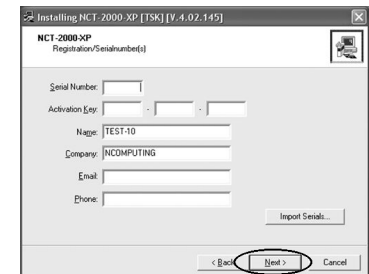 Installing NCT-2000-XP [TSK] [V.4.02.145]
NCT-2000-XP
Registration/Serialnumber(s)
Serial Number:
Activation Key: - -
Name: TEST-10
Company: NCOMPUTING
Email:
Phone:
Import Serials...
< Back Next > Cancel